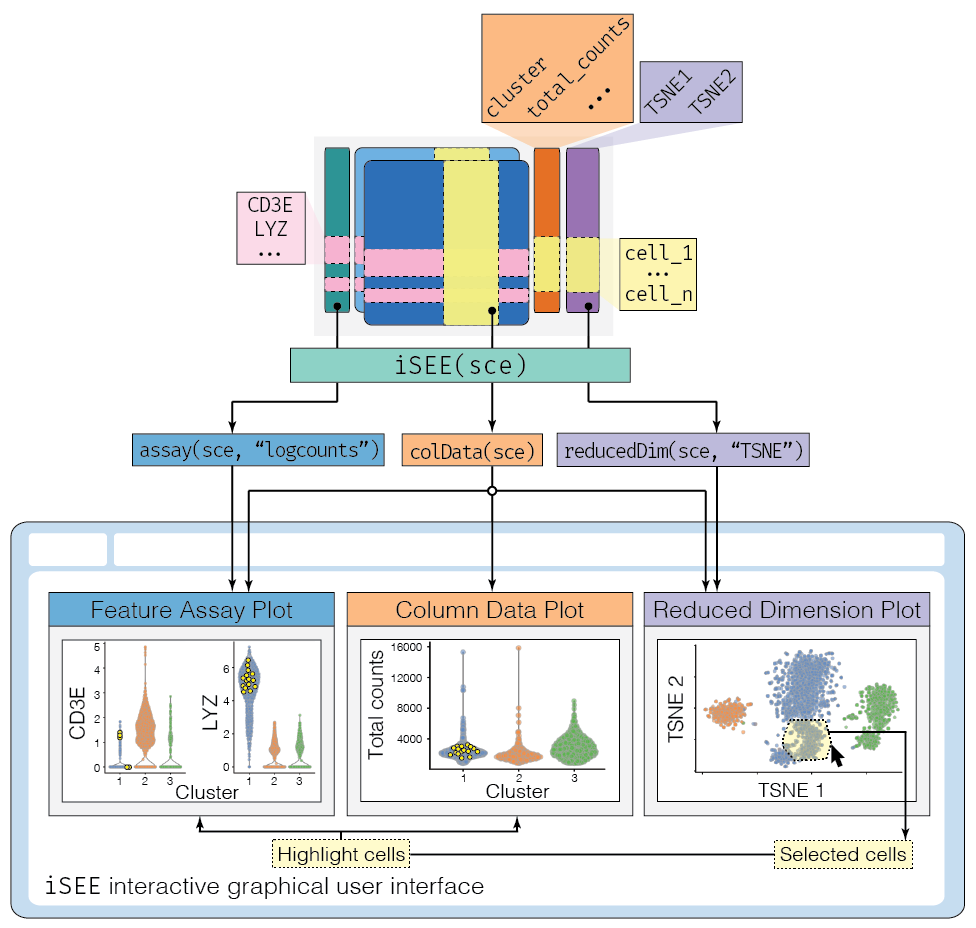 cluster
total_counts
...
TSNE1
TSNE2
CD3E
LYZ
...
cell_1
...
cell_n
iSEE(sce)
assay(sce, “logcounts”)
colData(sce)
reducedDim(sce, “TSNE”)
Feature Assay Plot
Column Data Plot
Reduced Dimension Plot
CD3E
5
4
3
2
1
0
1 2 3
LYZ
6
4
2
0
1 2 3
Cluster
Total counts
16000
12000
8000
4000
1 2 3
Cluster
TSNE 2
TSNE 1
Highlight cells
Selected cells
iSEE interactive graphical user interface